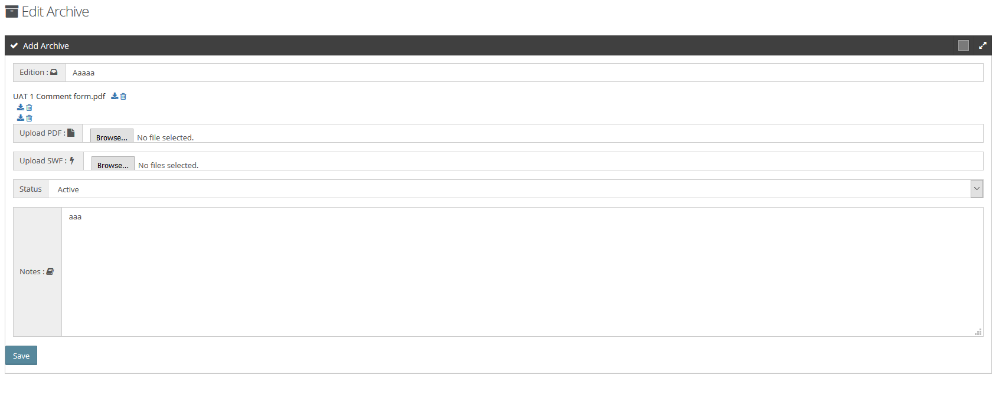 Edit Archive
Add Archive
Edition :
Aaaaa
UAT 1 Comment form.pdf
Upload PDF :
Browse... No file selected.
Upload SWF :
Browse... No files selected.
Status
Active
Notes :
aaa
Save